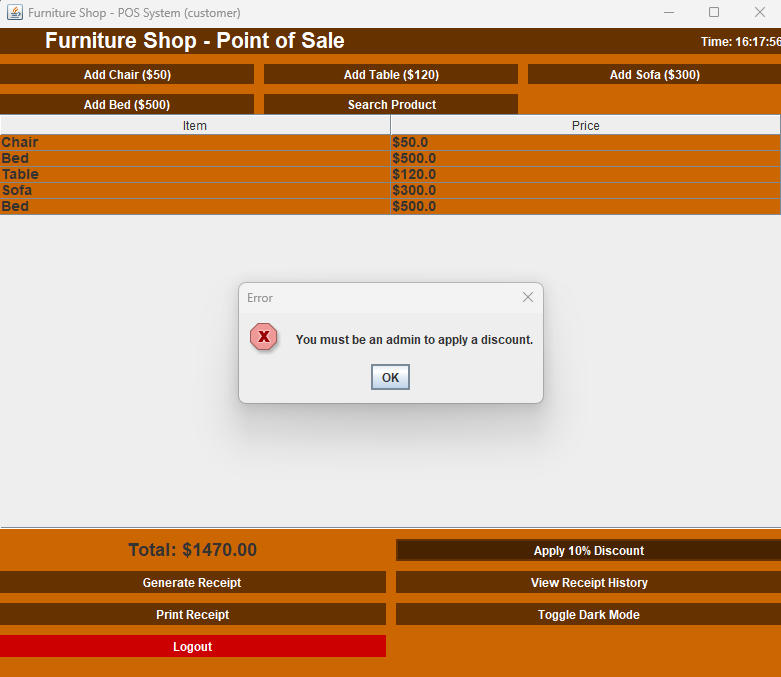 Furniture Shop - POS System (customer)
Furniture Shop - Point of Sale
Time: 16:17:56
Add Chair ($50)
Add Table ($120)
Add Sofa ($300)
Add Bed ($500)
Search Product
Item Price
Chair $50.0
Bed $500.0
Table $120.0
Sofa $300.0
Bed $500.0
Error
X
You must be an admin to apply a discount.
OK
Total: $1470.00
Apply 10% Discount
Generate Receipt
View Receipt History
Print Receipt
Toggle Dark Mode
Logout